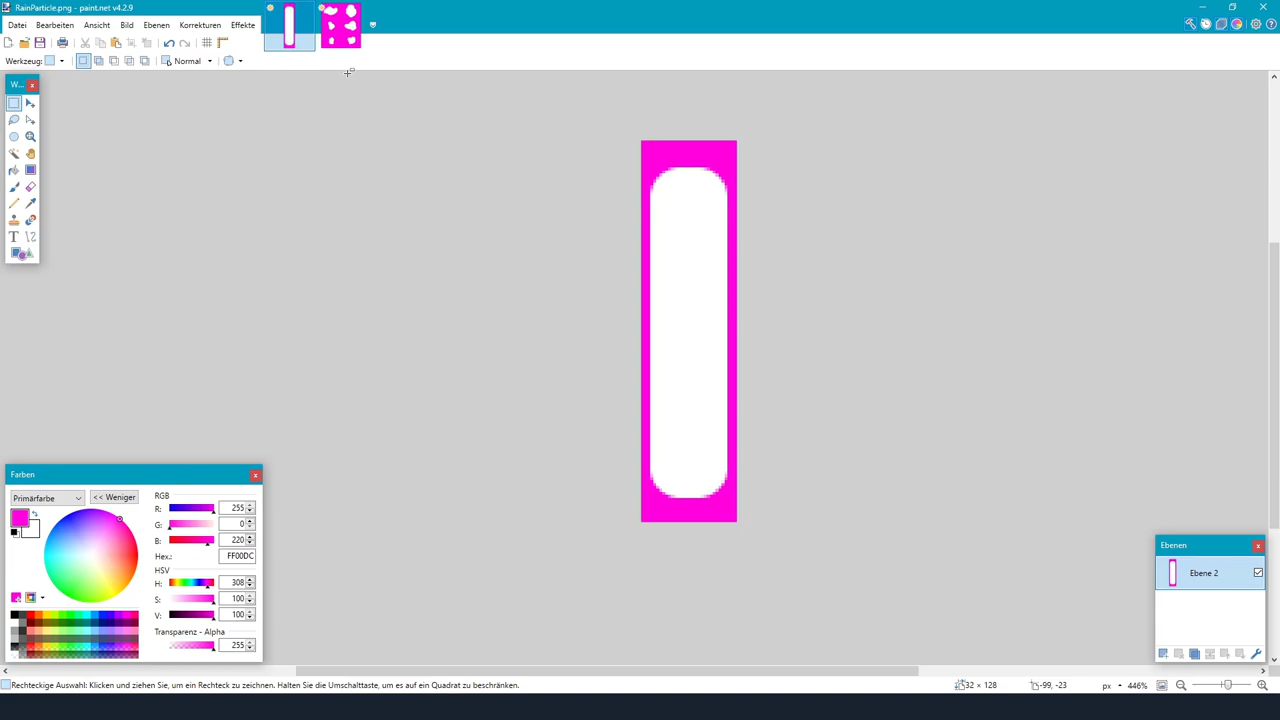 RainParticle.png - paint.net v4.2.9
Datei Bearbeiten Ansicht Bild Ebenen Korrekturen Effekte
Werkzeug: Normal
W...
Farben
Primärfarbe << Weniger
RGB
R: 255
G: 0
B: 220
Hex.: FF00DC
HSV
H: 308
S: 100
V: 100
Transparenz - Alpha
255
Ebenen
Ebene 2
Rechteckige Auswahl: Klicken und ziehen Sie, um ein Rechteck zu zeichnen. Halten Sie die Umschalttaste, um es auf ein Quadrat zu beschränken. 32 × 128 -99, -23 px 446%